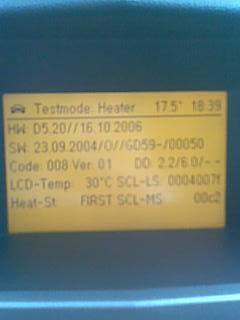 Testmode: Heater 17.5° 18:39
HW: D5.20//16.10.2006
SW: 23.09.2004/O//GD59-/00050
Code: 008 Ver: 01 DD: 2.2/6.0/--
LCD-Temp: 30°C SCL-LS: 0004007f
Heat-St: FIRST SCL-MS: 00c2